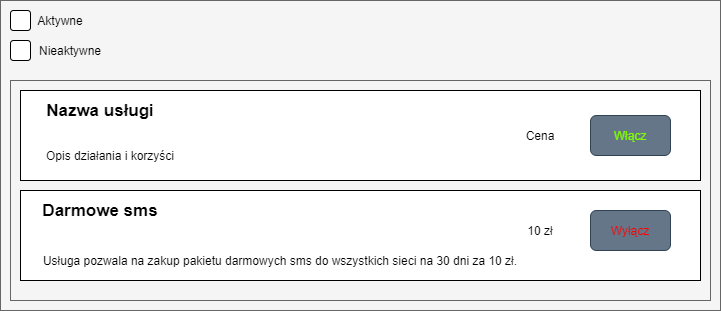 Aktywne
Nieaktywne
Nazwa usługi
Cena
Włącz
Opis działania i korzyści
Darmowe sms
10 zł
Wyłącz
Usługa pozwala na zakup pakietu darmowych sms do wszystkich sieci na 30 dni za 10 zł.